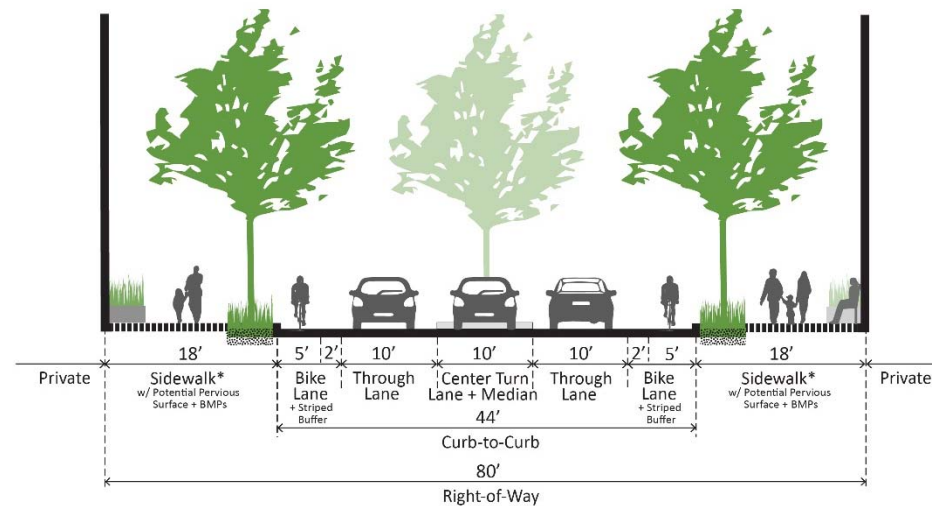 18’ 5’ 2’ 10’ 10’ 10’ 2’ 5’ 18’
Private
Sidewalk*
w/ Potential Pervious
Surface + BMPs
Bike
Lane
+ Striped
Buffer
Through
Lane
Center Turn
Lane + Median
Through
Lane
Bike
Lane
+ Striped
Buffer
Sidewalk*
w/ Potential Pervious
Surface + BMPs
Private
44’
Curb-to-Curb
80’
Right-of-Way